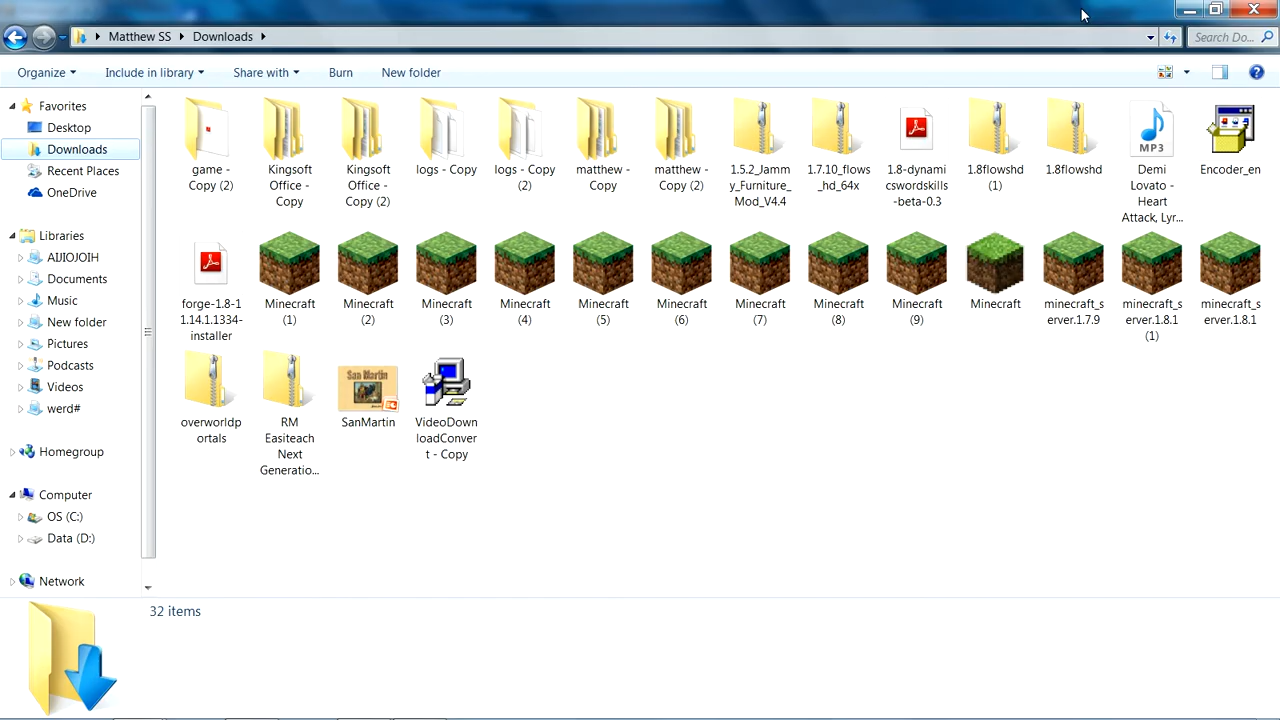 Matthew SS Downloads
Search Do...
Organize Include in library Share with Burn New folder
Favorites
Desktop
Downloads
Recent Places
OneDrive
Libraries
AIJIOJOIH
Documents
Music
New folder
Pictures
Podcasts
Videos
werd#
Homegroup
Computer
OS (C:)
Data (D:)
Network
game -
Copy (2)
Kingsoft
Office -
Copy
Kingsoft
Office -
Copy (2)
logs - Copy
logs - Copy
(2)
matthew -
Copy
matthew -
Copy (2)
1.5.2_Jamm
y_Furniture_
Mod_V4.4
1.7.10_flows
_hd_64x
1.8-dynami
cswordskills
-beta-0.3
1.8flowshd
(1)
1.8flowshd
MP3
Demi
Lovato -
Heart
Attack, Lyr...
Encoder_en
forge-1.8-1
1.14.1.1334-
installer
Minecraft
(1)
Minecraft
(2)
Minecraft
(3)
Minecraft
(4)
Minecraft
(5)
Minecraft
(6)
Minecraft
(7)
Minecraft
(8)
Minecraft
(9)
Minecraft
minecraft_s
erver.1.7.9
minecraft_s
erver.1.8.1
(1)
minecraft_s
erver.1.8.1
overworldp
ortals
RM
Easiteach
Next
Generatio...
San Martin
SanMartin
VideoDown
loadConver
t - Copy
32 items